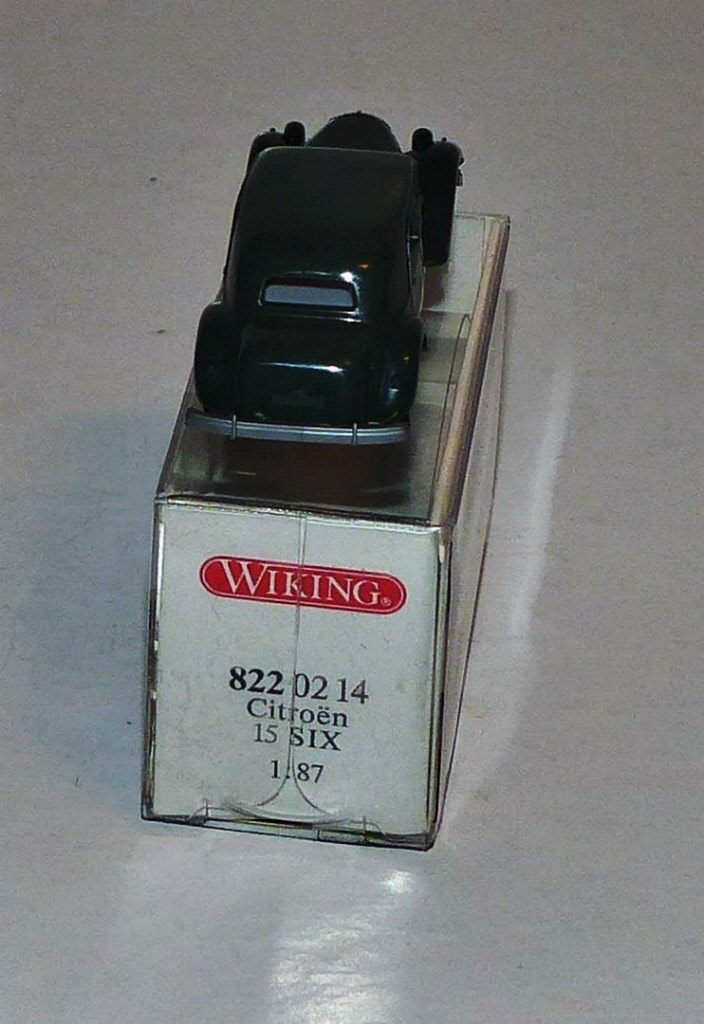 WIKING®
822 02 14
Citroën
15 SIX
1:87